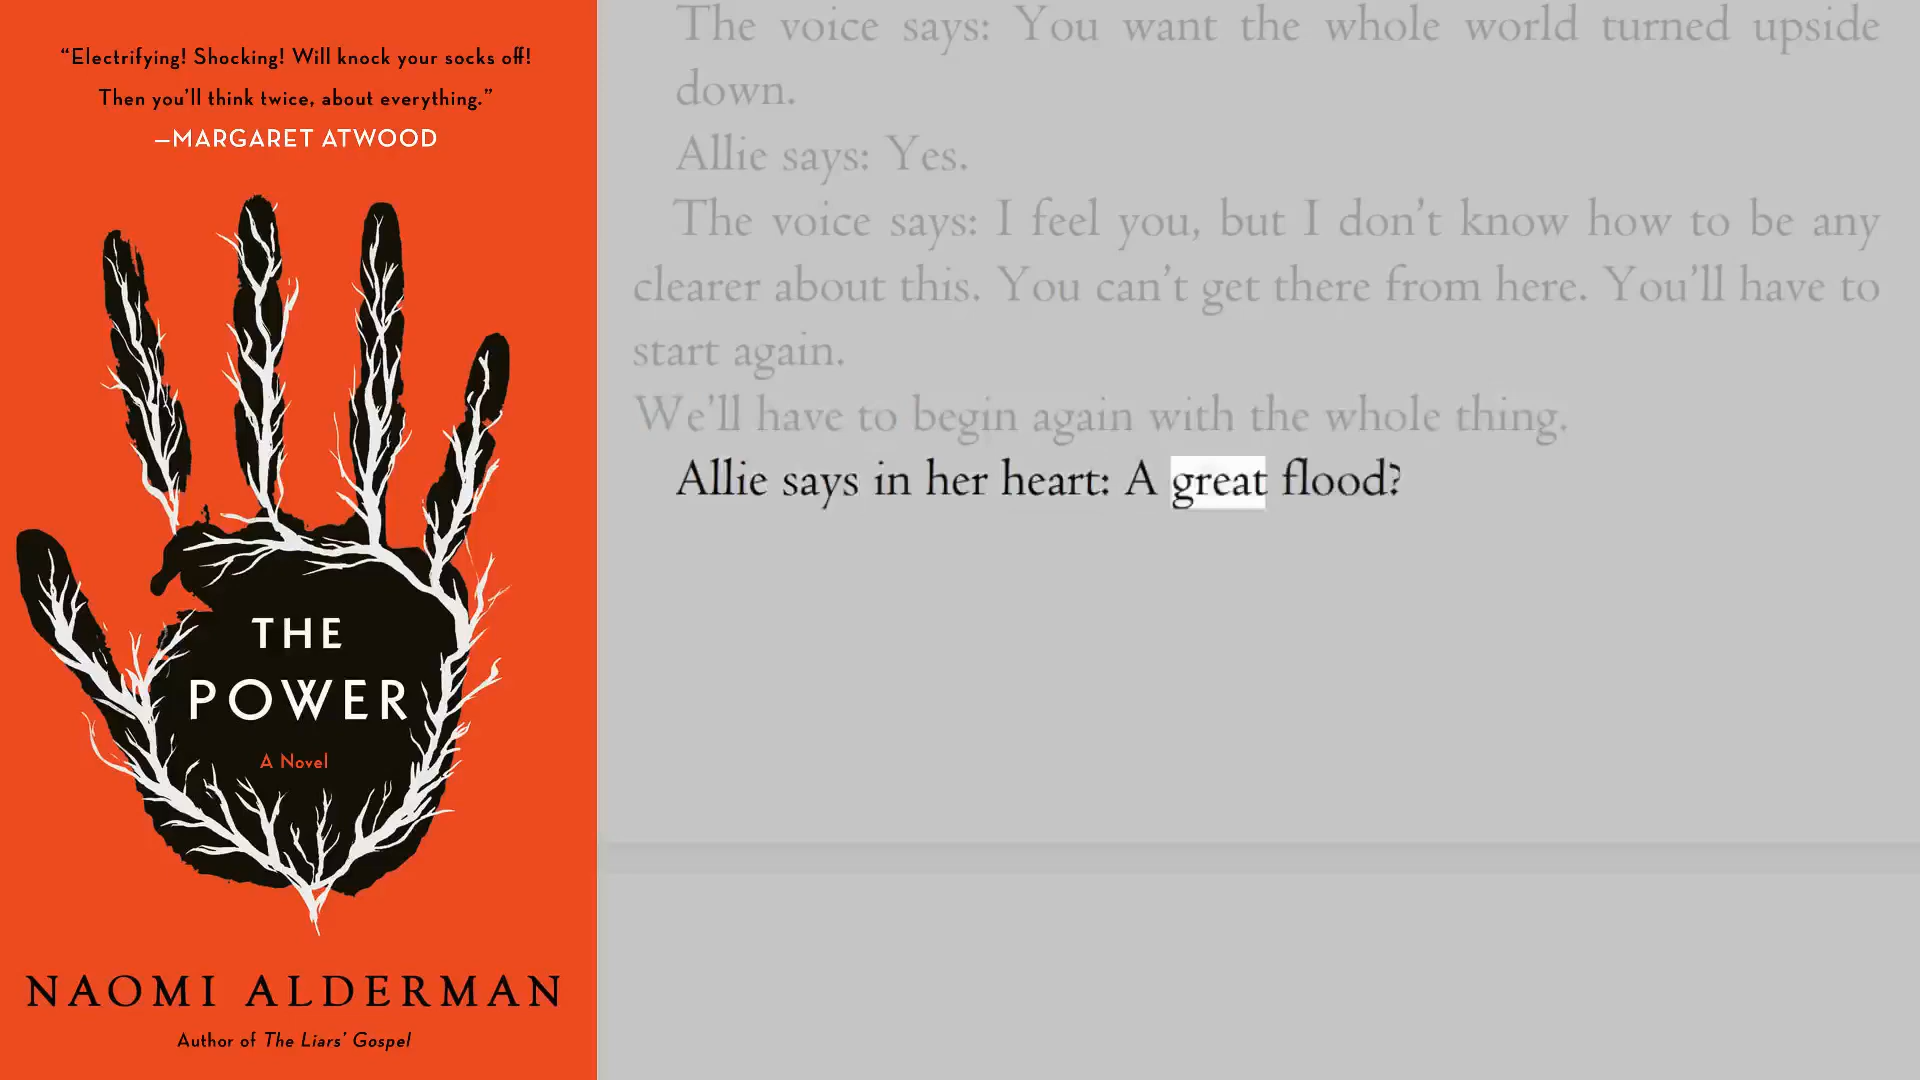 “Electrifying! Shocking! Will knock your socks off!
Then you’ll think twice, about everything.”
—MARGARET ATWOOD
THE
POWER
A Novel
NAOMI ALDERMAN
Author of The Liars’ Gospel
The voice says: You want the whole world turned upside
down.
Allie says: Yes.
The voice says: I feel you, but I don’t know how to be any
clearer about this. You can’t get there from here. You’ll have to
start again.
We’ll have to begin again with the whole thing.
Allie says in her heart: A great flood?